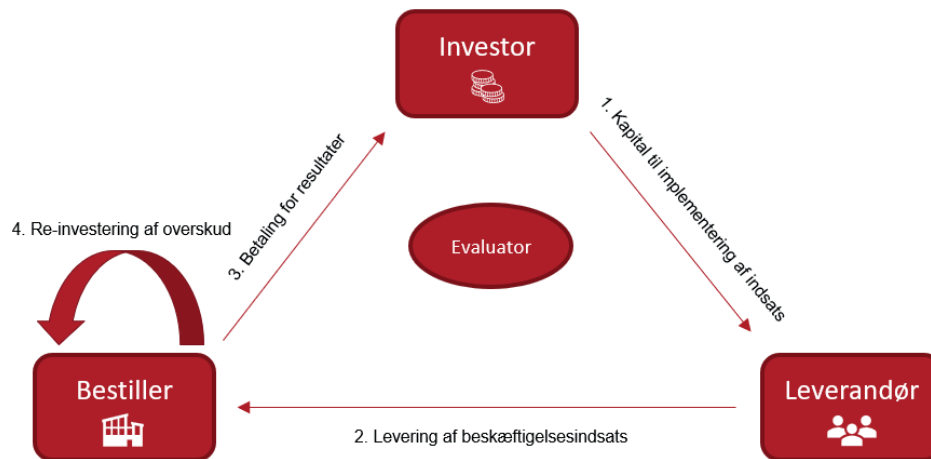 Investor
1. Kapital til implementering af indsats
3. Betaling for resultater
4. Re-investering af overskud
Evaluator
Bestiller
Leverandør
2. Levering af beskæftigelsesindsats